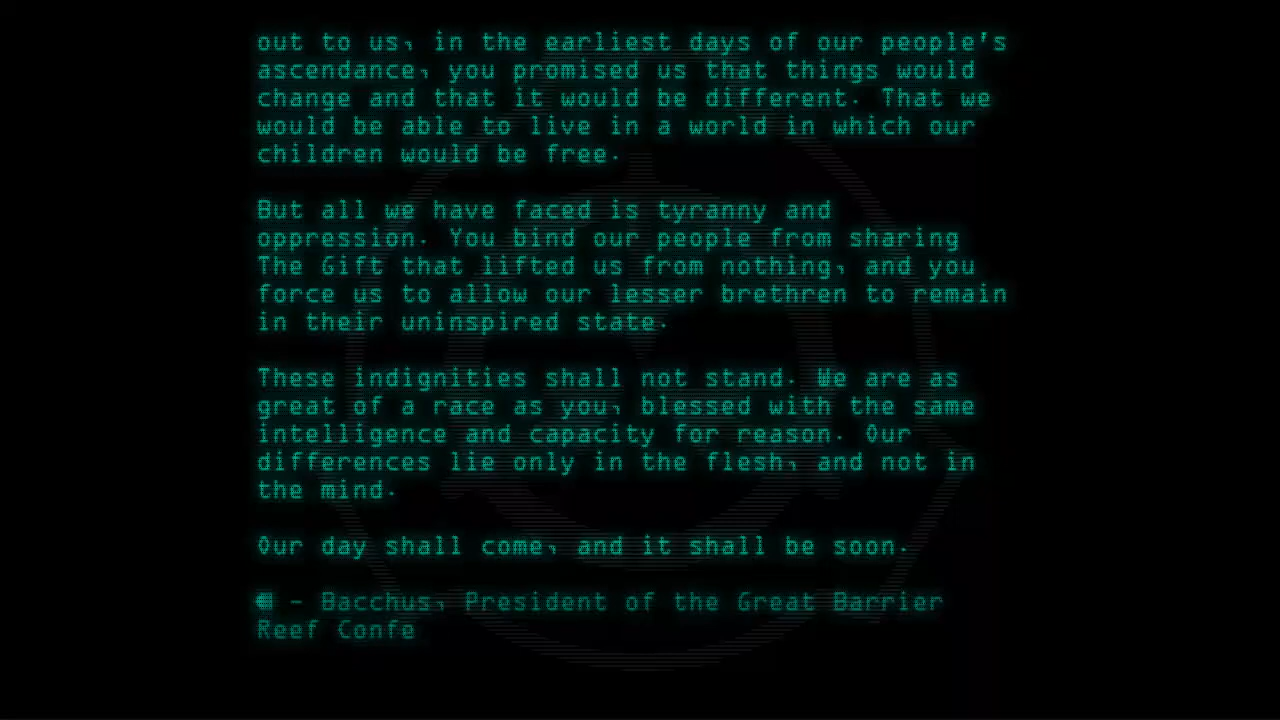 out to us, in the earliest days of our people's
ascendance, you promised us that things would
change and that it would be different. That we
would be able to live in a world in which our
children would be free.
But all we have faced is tyranny and
oppression. You bind our people from sharing
The Gift that lifted us from nothing, and you
force us to allow our lesser brethren to remain
in their uninspired state.
These indignities shall not stand. We are as
great of a race as you, blessed with the same
intelligence and capacity for reason. Our
differences lie only in the flesh, and not in
the mind.
Our day shall come, and it shall be soon.
- Bacchus, President of the Great Barrier
Reef Confe